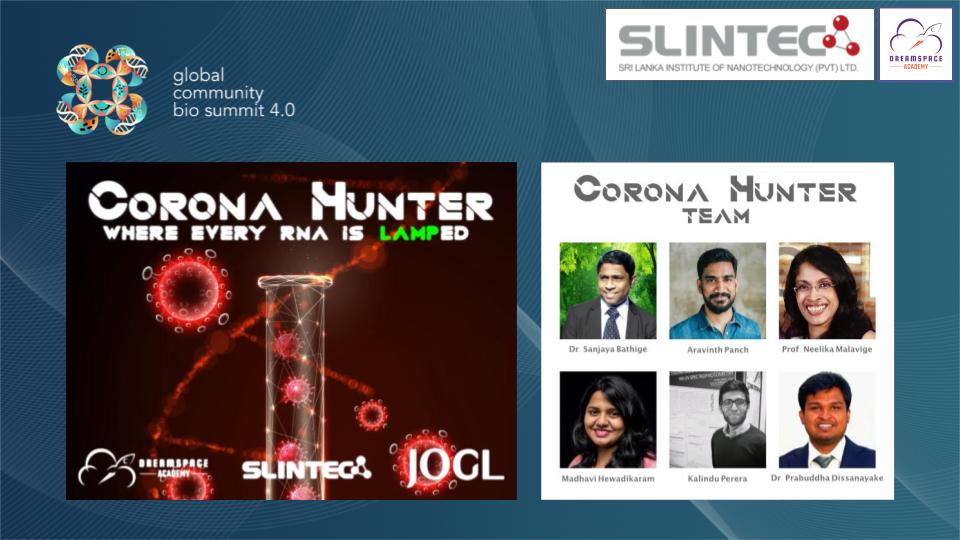 SLINTEC
SRI LANKA INSTITUTE OF NANOTECHNOLOGY (PVT) LTD.
DREAMSPACE
ACADEMY
global
community
bio summit 4.0
CORONA HUNTER
WHERE EVERY RNA IS LAMPED
DREAMSPACE
ACADEMY
SLINTEC
JOGL
CORONA HUNTER
TEAM
Dr. Sanjaya Bathige
Aravinth Panch
Prof. Neelika Malavige
Madhavi Hewadikaram
Kalindu Perera
Dr. Prabuddha Dissanayake